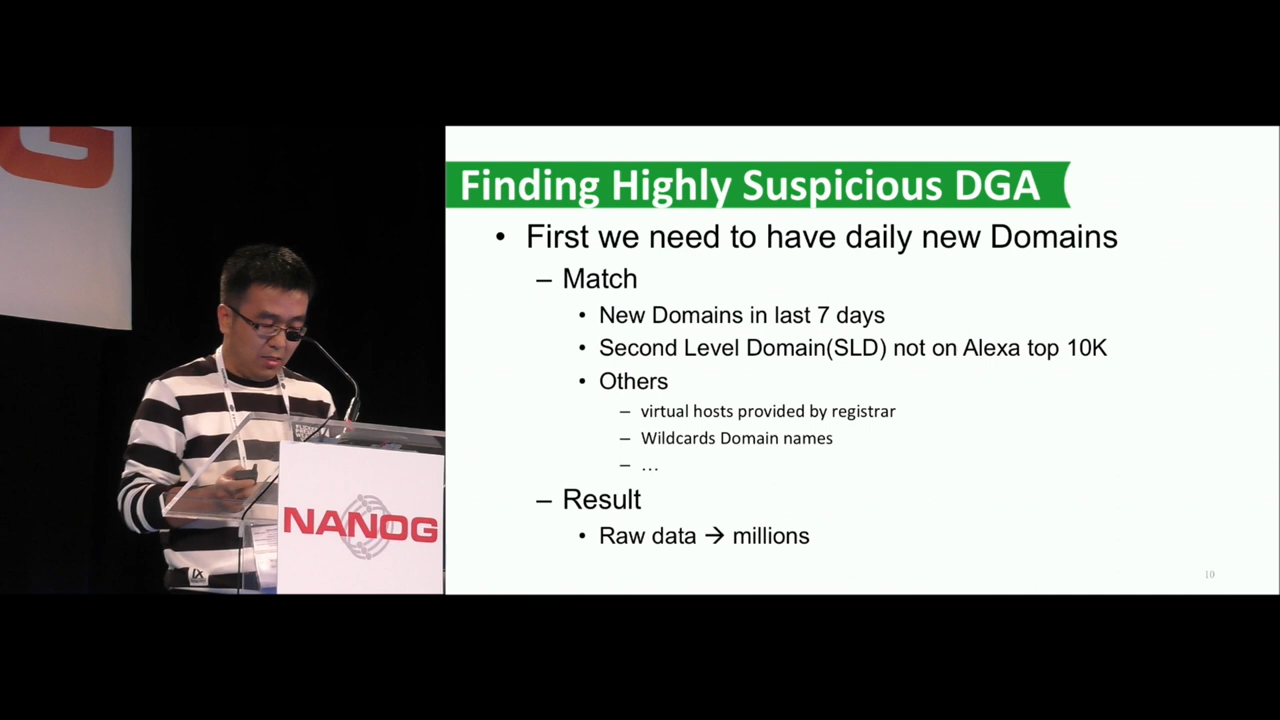 G
NANOG
IX
Finding Highly Suspicious DGA
• First we need to have daily new Domains
– Match
• New Domains in last 7 days
• Second Level Domain(SLD) not on Alexa top 10K
• Others
– virtual hosts provided by registrar
– Wildcards Domain names
– …
– Result
• Raw data → millions
10